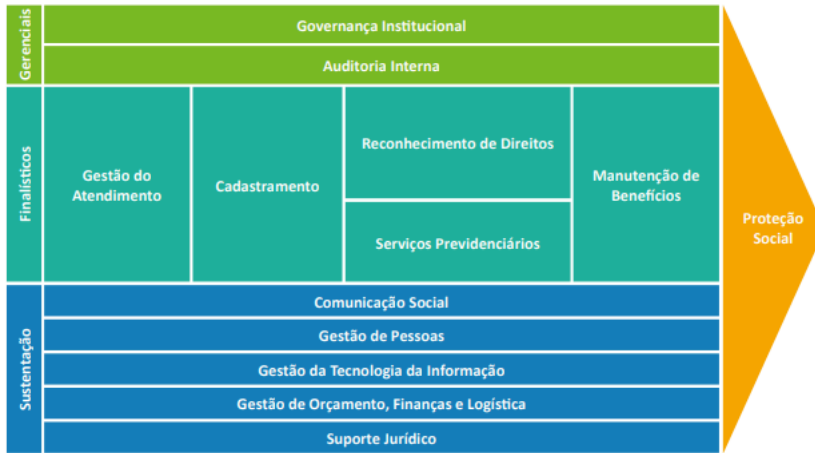 Gerenciais
Governança Institucional
Auditoria Interna
Finalísticos
Gestão do
Atendimento
Cadastramento
Reconhecimento de Direitos
Serviços Previdenciários
Manutenção de
Benefícios
Sustentação
Comunicação Social
Gestão de Pessoas
Gestão da Tecnologia da Informação
Gestão de Orçamento, Finanças e Logística
Suporte Jurídico
Proteção
Social